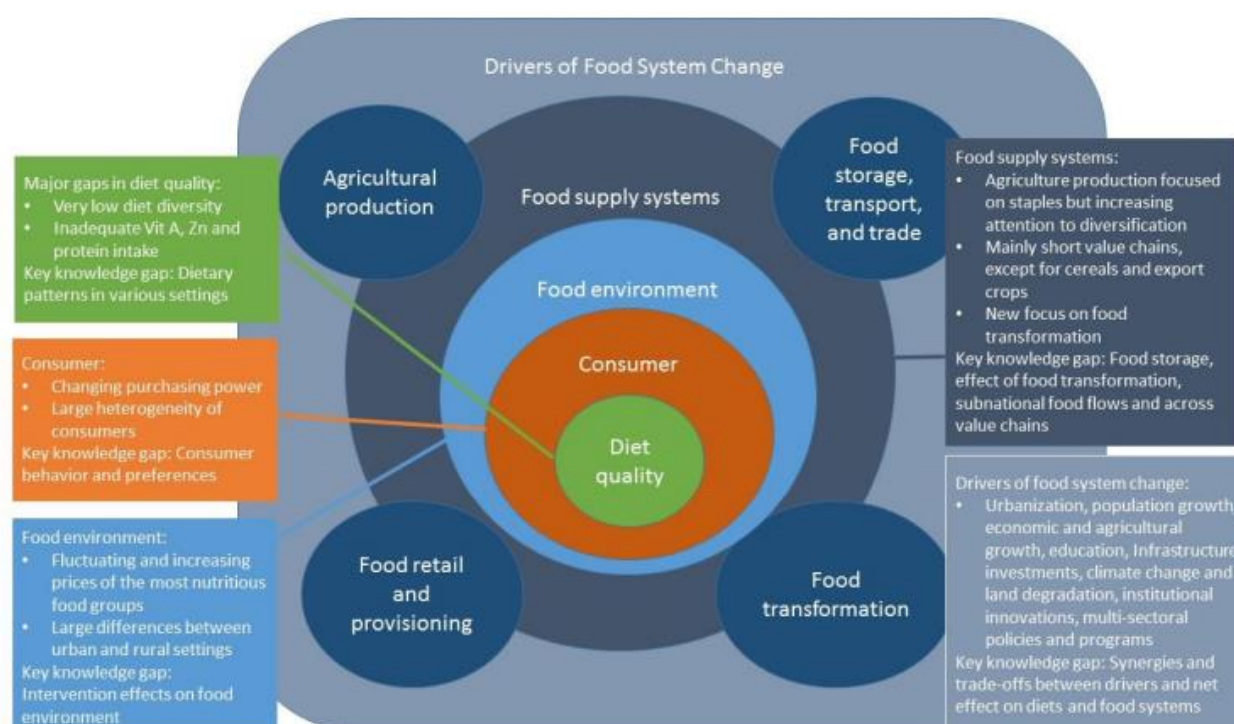 Drivers of Food System Change
Agricultural
production
Food
storage,
transport,
and trade
Food supply systems
Food environment
Consumer
Diet
quality
Food retail
and
provisioning
Food
transformation
Major gaps in diet quality:
• Very low diet diversity
• Inadequate Vit A, Zn and
protein intake
Key knowledge gap: Dietary
patterns in various settings
Consumer:
• Changing purchasing power
• Large heterogeneity of
consumers
Key knowledge gap: Consumer
behavior and preferences
Food environment:
• Fluctuating and increasing
prices of the most nutritious
food groups
• Large differences between
urban and rural settings
Key knowledge gap:
Intervention effects on food
environment
Food supply systems:
• Agriculture production focused
on staples but increasing
attention to diversification
• Mainly short value chains,
except for cereals and export
crops
• New focus on food
transformation
Key knowledge gap: Food storage,
effect of food transformation,
subnational food flows and across
value chains
Drivers of food system change:
• Urbanization, population growth,
economic and agricultural
growth, education, Infrastructure
investments, climate change and
land degradation, institutional
innovations, multi-sectoral
policies and programs
Key knowledge gap: Synergies and
trade-offs between drivers and net
effect on diets and food systems